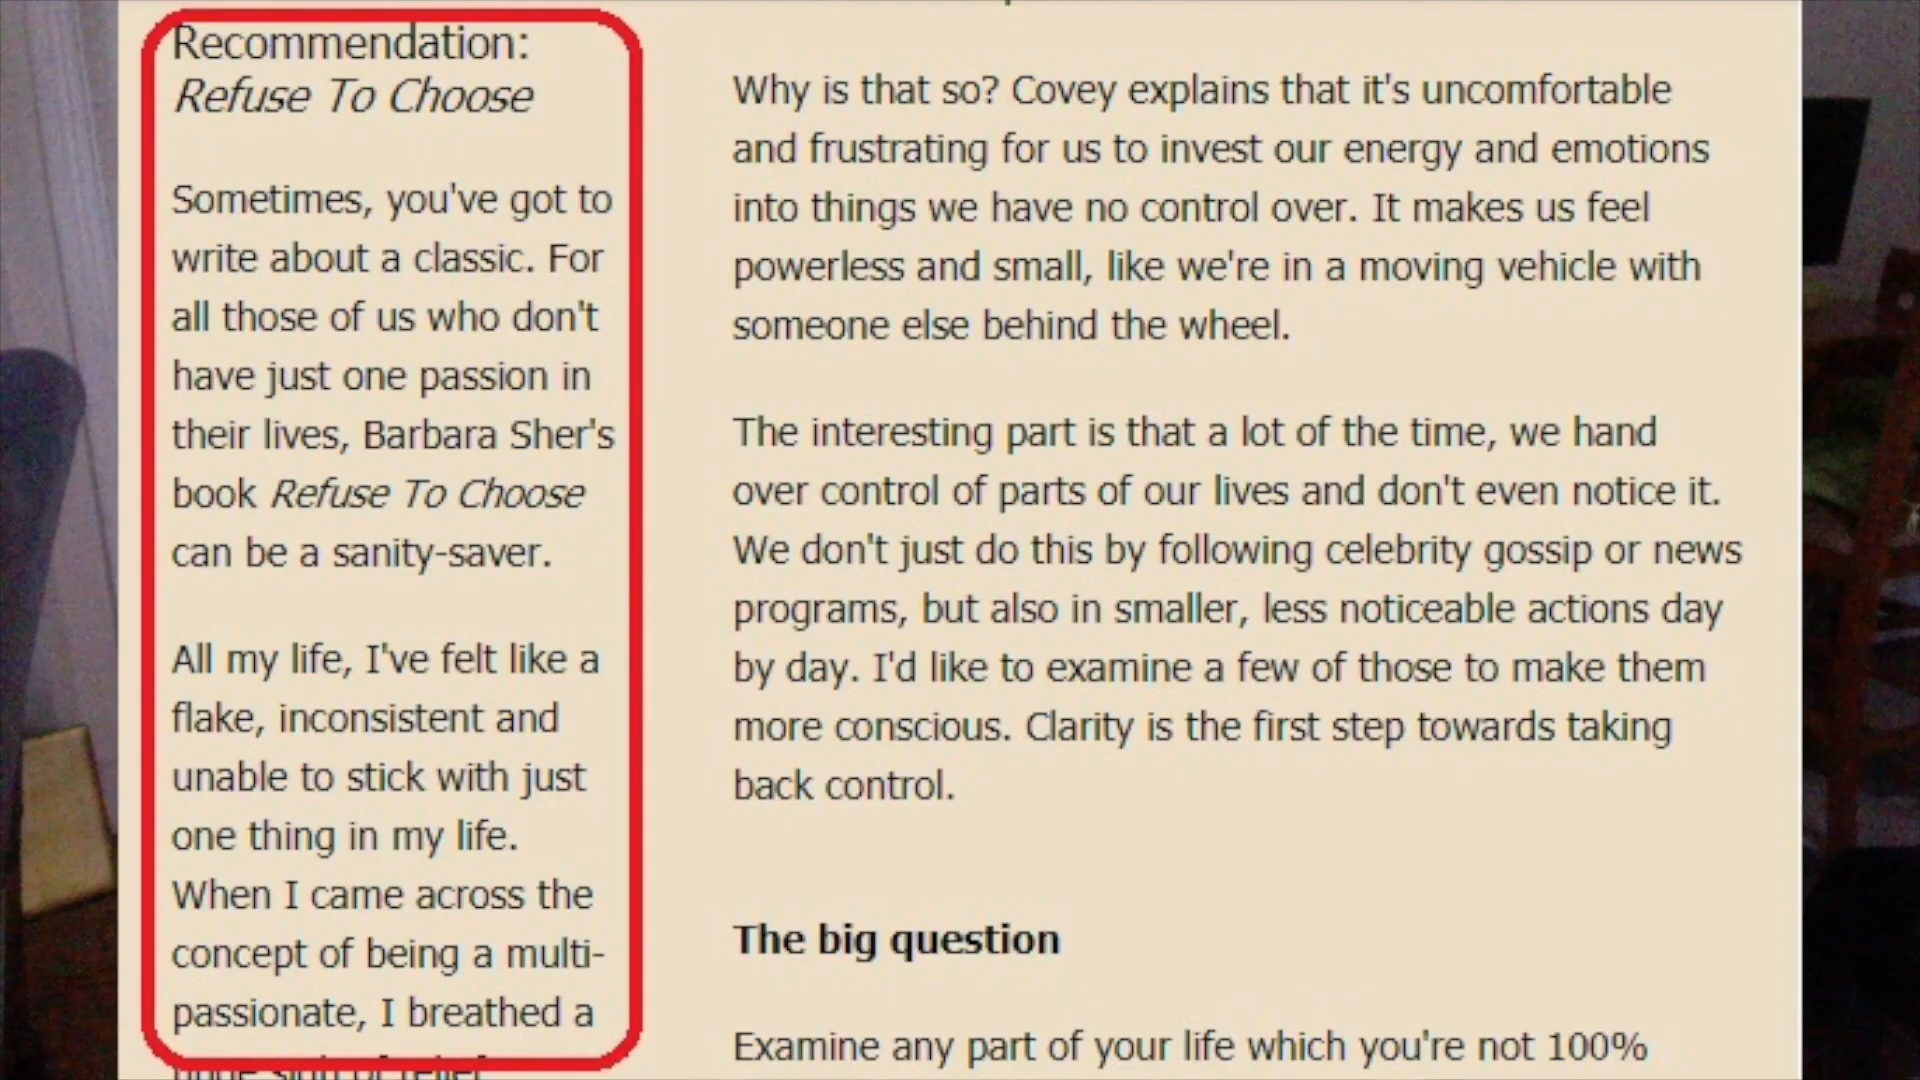 Recommendation:
Refuse To Choose
Sometimes, you've got to
write about a classic. For
all those of us who don't
have just one passion in
their lives, Barbara Sher's
book Refuse To Choose
can be a sanity-saver.
All my life, I've felt like a
flake, inconsistent and
unable to stick with just
one thing in my life.
When I came across the
concept of being a multi-
passionate, I breathed a
Why is that so? Covey explains that it's uncomfortable
and frustrating for us to invest our energy and emotions
into things we have no control over. It makes us feel
powerless and small, like we're in a moving vehicle with
someone else behind the wheel.
The interesting part is that a lot of the time, we hand
over control of parts of our lives and don't even notice it.
We don't just do this by following celebrity gossip or news
programs, but also in smaller, less noticeable actions day
by day. I'd like to examine a few of those to make them
more conscious. Clarity is the first step towards taking
back control.
The big question
Examine any part of your life which you're not 100%